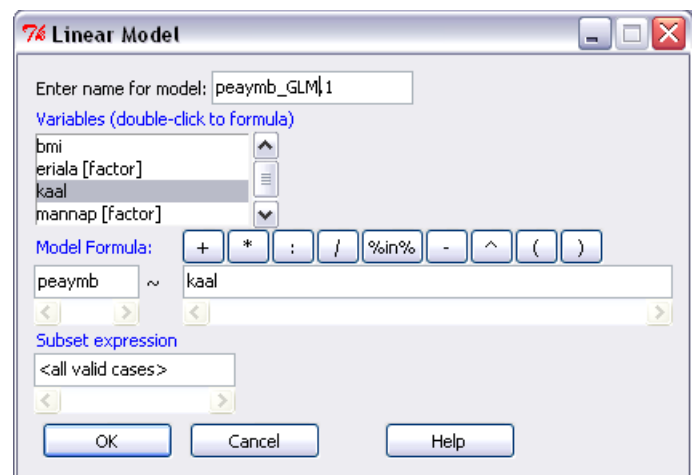 Linear Model
Enter name for model: peaymb_GLM.1
Variables (double-click to formula)
bmi
eriala [factor]
kaal
mannap [factor]
Model Formula: + * : / %in% - ^ ( )
peaymb ~ kaal
Subset expression
<all valid cases>
OK Cancel Help